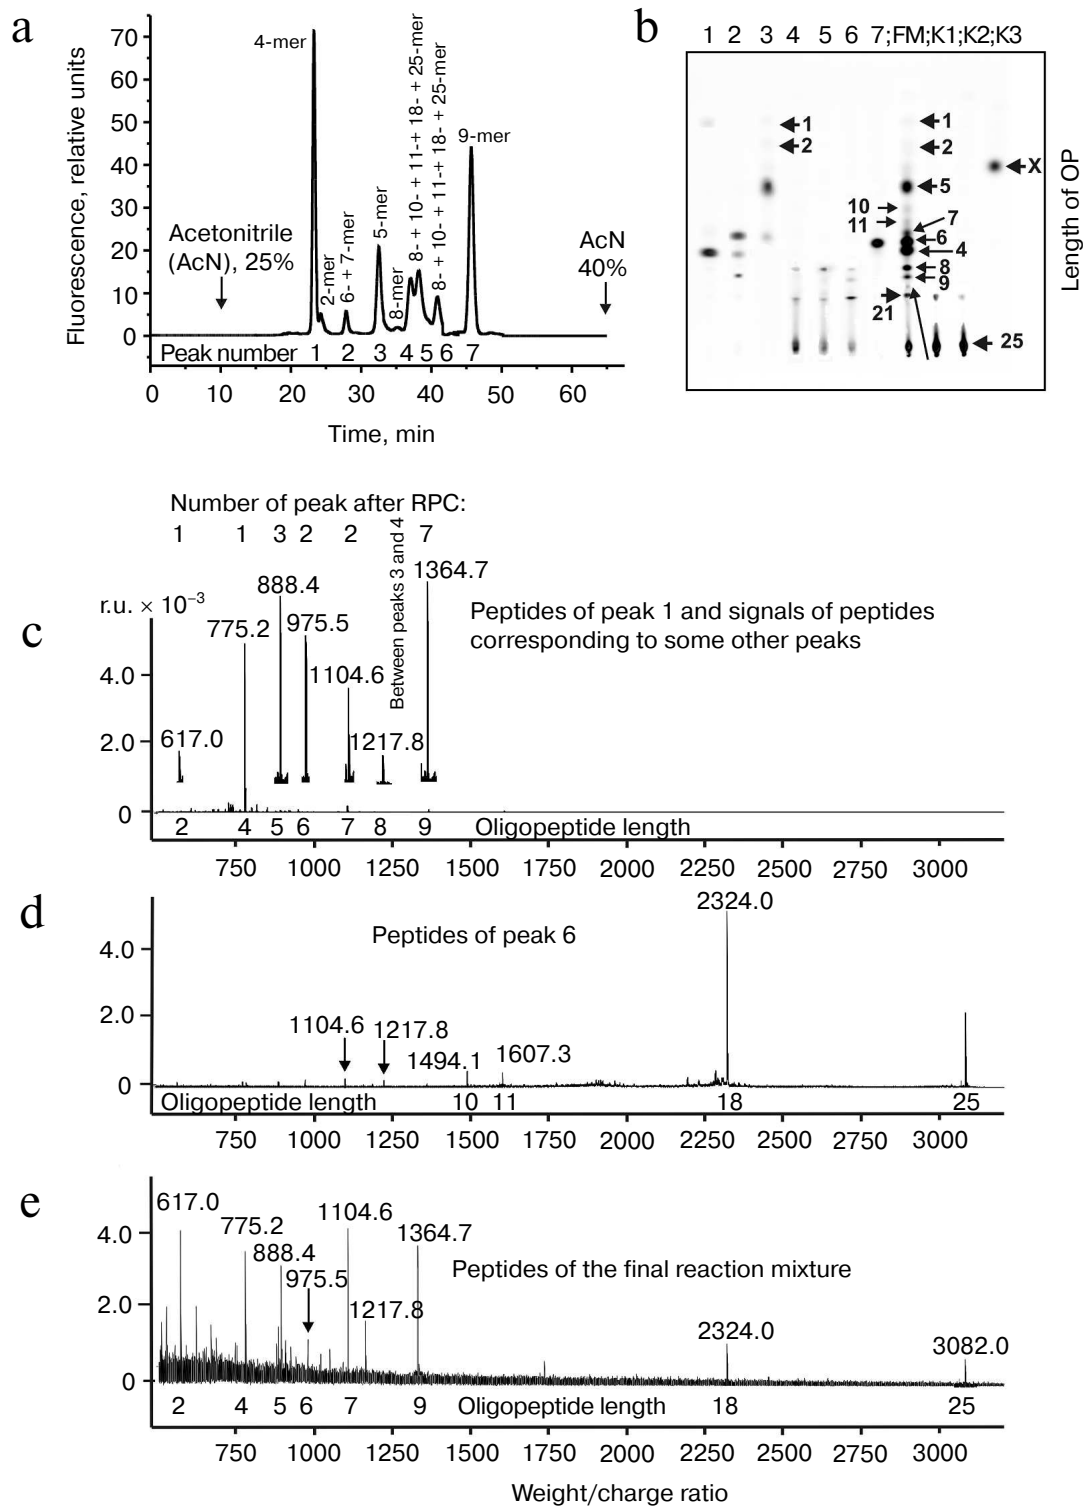 a
Fluorescence, relative units
70
60
50
40
30
20
10
0
4-mer
2-mer
6- + 7-mer
5-mer
8-mer
8- + 10- + 11-+ 18- + 25-mer
8- + 10- + 11-+ 18- + 25-mer
9-mer
Acetonitrile
(AcN), 25%
AcN
40%
Peak number 1 2 3 4 5 6 7
0 10 20 30 40 50 60
Time, min
b
1 2 3 4 5 6 7;FM;K1;K2;K3
1
2
1
2
X
5
10
11
7
6
4
8
9
21
25
Length of OP
Number of peak after RPC:
1 1 3 2 2 7
Between peaks 3 and 4
c
r.u. × 10⁻³
4.0
2.0
0
617.0
775.2
888.4
975.5
1104.6
1217.8
1364.7
Peptides of peak 1 and signals of peptides
corresponding to some other peaks
2 4 5 6 7 8 9 Oligopeptide length
750 1000 1250 1500 1750 2000 2250 2500 2750 3000
d
4.0
2.0
0
Peptides of peak 6
2324.0
1104.6
1217.8
1494.1
1607.3
Oligopeptide length 10 11 18 25
750 1000 1250 1500 1750 2000 2250 2500 2750 3000
e
4.0
2.0
0
617.0
775.2
888.4
975.5
1104.6
1217.8
1364.7
Peptides of the final reaction mixture
2324.0
3082.0
2 4 5 6 7 9 Oligopeptide length 18 25
750 1000 1250 1500 1750 2000 2250 2500 2750 3000
Weight/charge ratio